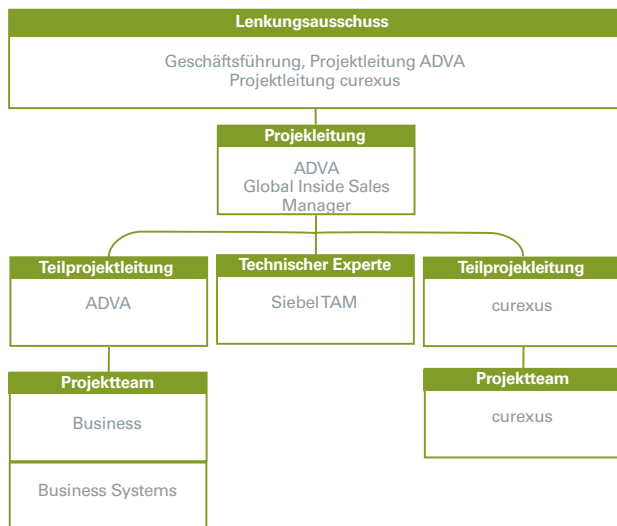 Lenkungsausschuss
Geschäftsführung, Projektleitung ADVA
Projektleitung curexus
Projekleitung
ADVA
Global Inside Sales
Manager
Teilprojektleitung
ADVA
Technischer Experte
Siebel TAM
Teilprojekleitung
curexus
Projektteam
Business
Business Systems
Projektteam
curexus